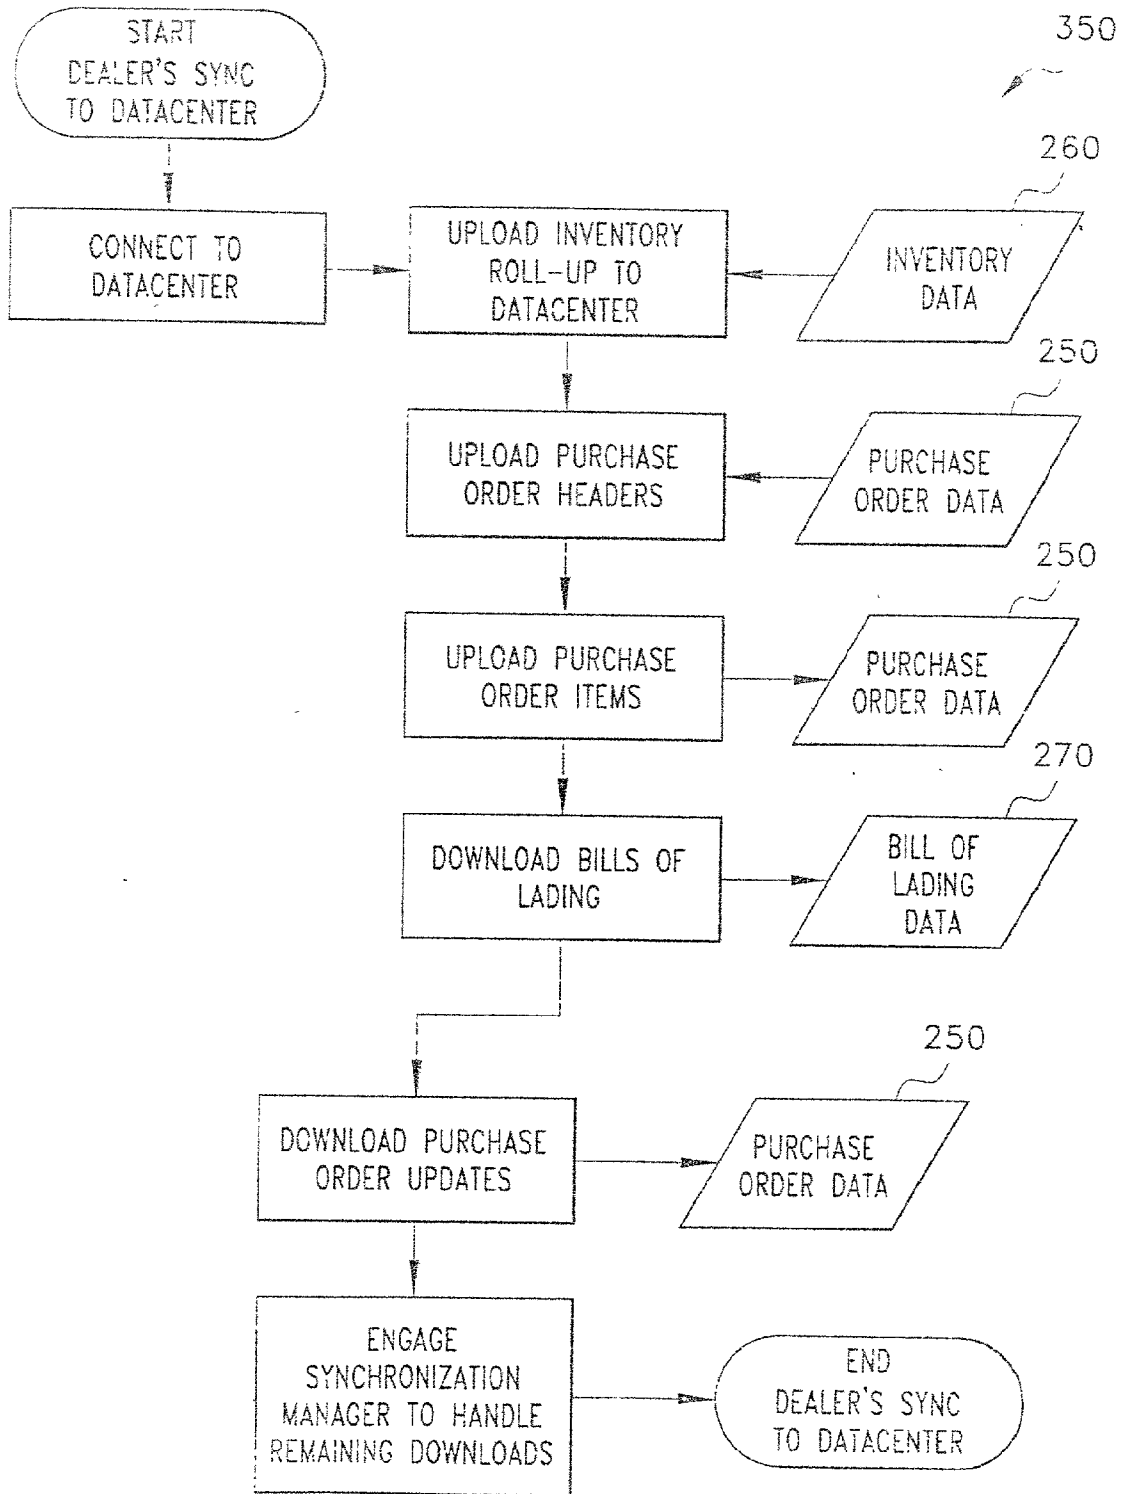 350
START
DEALER'S SYNC
TO DATACENTER
260
CONNECT TO
DATACENTER
UPLOAD INVENTORY
ROLL-UP TO
DATACENTER
INVENTORY
DATA
250
UPLOAD PURCHASE
ORDER HEADERS
PURCHASE
ORDER DATA
250
UPLOAD PURCHASE
ORDER ITEMS
PURCHASE
ORDER DATA
270
DOWNLOAD BILLS OF
LADING
BILL OF
LADING
DATA
250
DOWNLOAD PURCHASE
ORDER UPDATES
PURCHASE
ORDER DATA
ENGAGE
SYNCHRONIZATION
MANAGER TO HANDLE
REMAINING DOWNLOADS
END
DEALER'S SYNC
TO DATACENTER